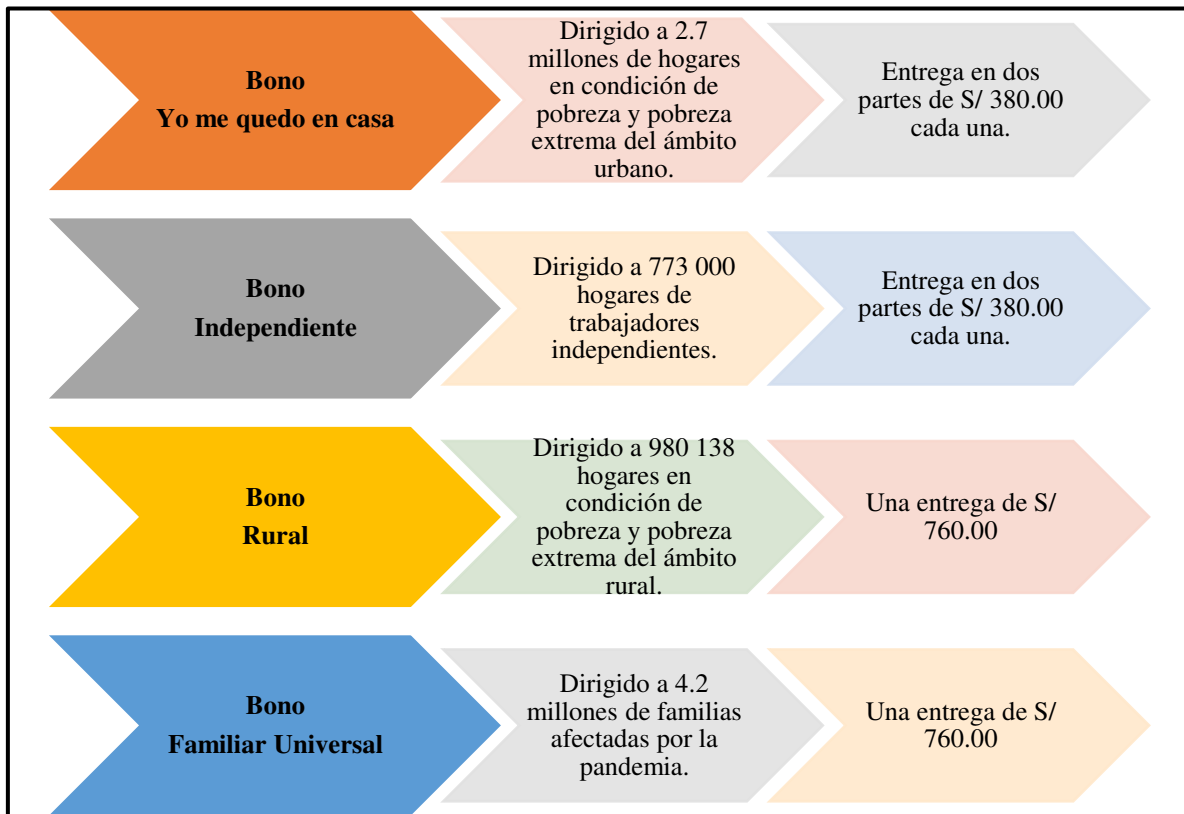 Bono
Yo me quedo en casa
Dirigido a 2.7
millones de hogares
en condición de
pobreza y pobreza
extrema del ámbito
urbano.
Entrega en dos
partes de S/ 380.00
cada una.
Bono
Independiente
Dirigido a 773 000
hogares de
trabajadores
independientes.
Entrega en dos
partes de S/ 380.00
cada una.
Bono
Rural
Dirigido a 980 138
hogares en
condición de
pobreza y pobreza
extrema del ámbito
rural.
Una entrega de S/
760.00
Bono
Familiar Universal
Dirigido a 4.2
millones de familias
afectadas por la
pandemia.
Una entrega de S/
760.00